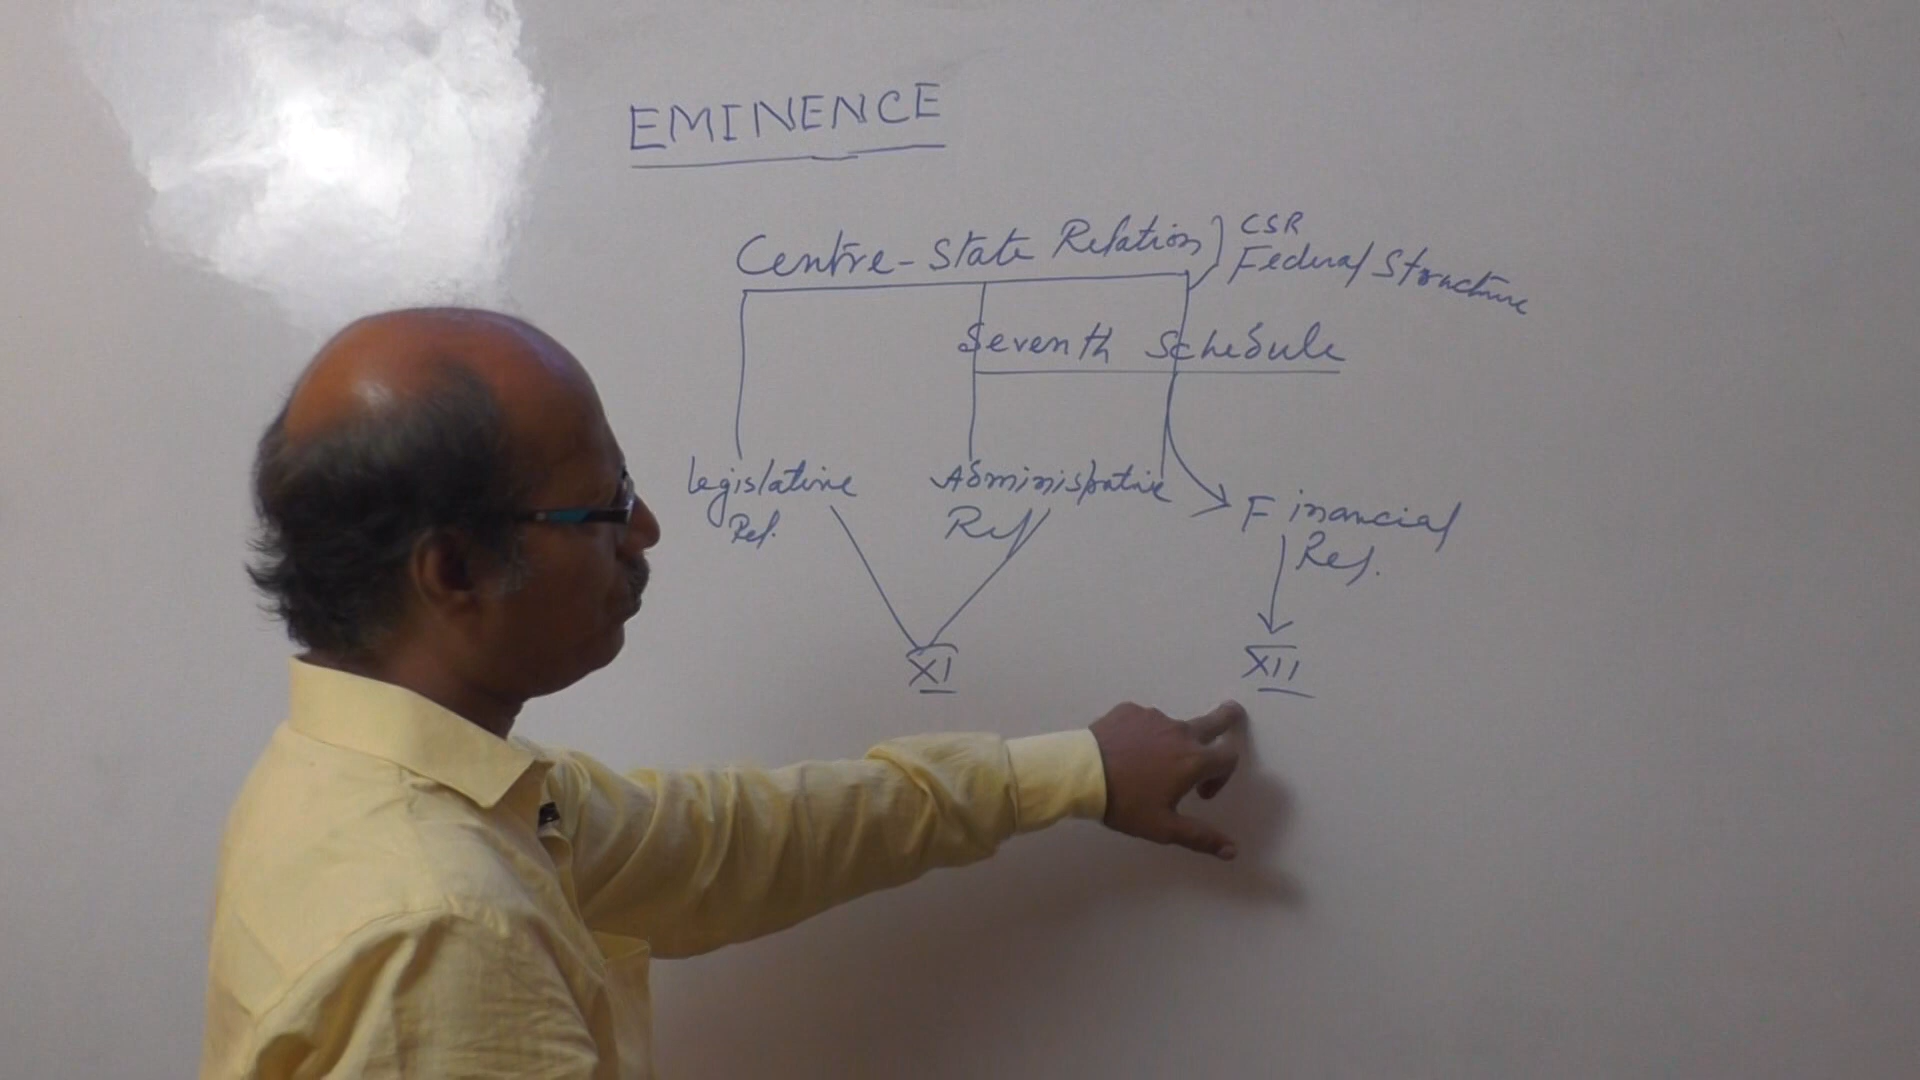 EMINENCE
Centre-State Relation) CSR
Federal Structure
Seventh Schedule
Legislative Rel.
Administrative Rel
Financial Rel.
XI
XII